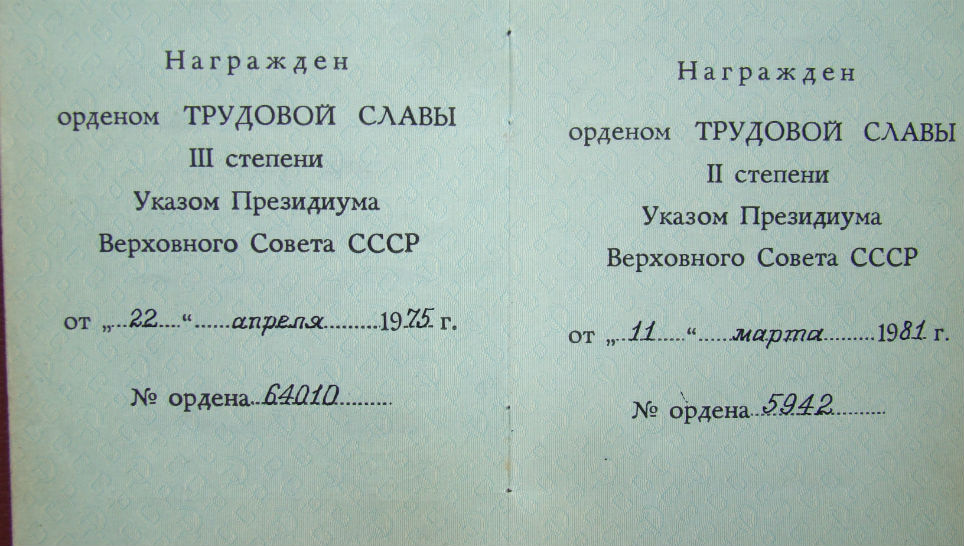 Награжден
орденом ТРУДОВОЙ СЛАВЫ
III степени
Указом Президиума
Верховного Совета СССР
от „ 22 “ апреля 1975 г.
№ ордена 64010
Награжден
орденом ТРУДОВОЙ СЛАВЫ
II степени
Указом Президиума
Верховного Совета СССР
от „ 11 “ марта 1981 г.
№ ордена 5942